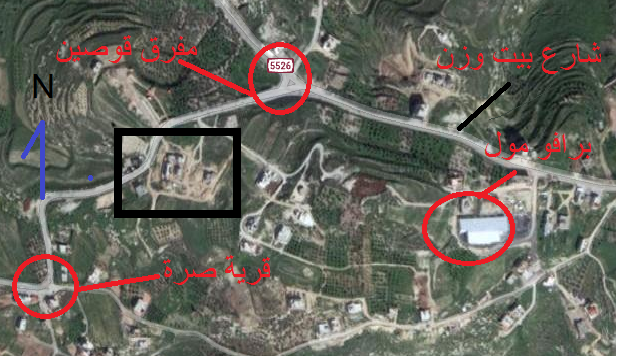 5526
مفرق قوصين
شارع بيت وزن
N
برافو مول
قرية صرة